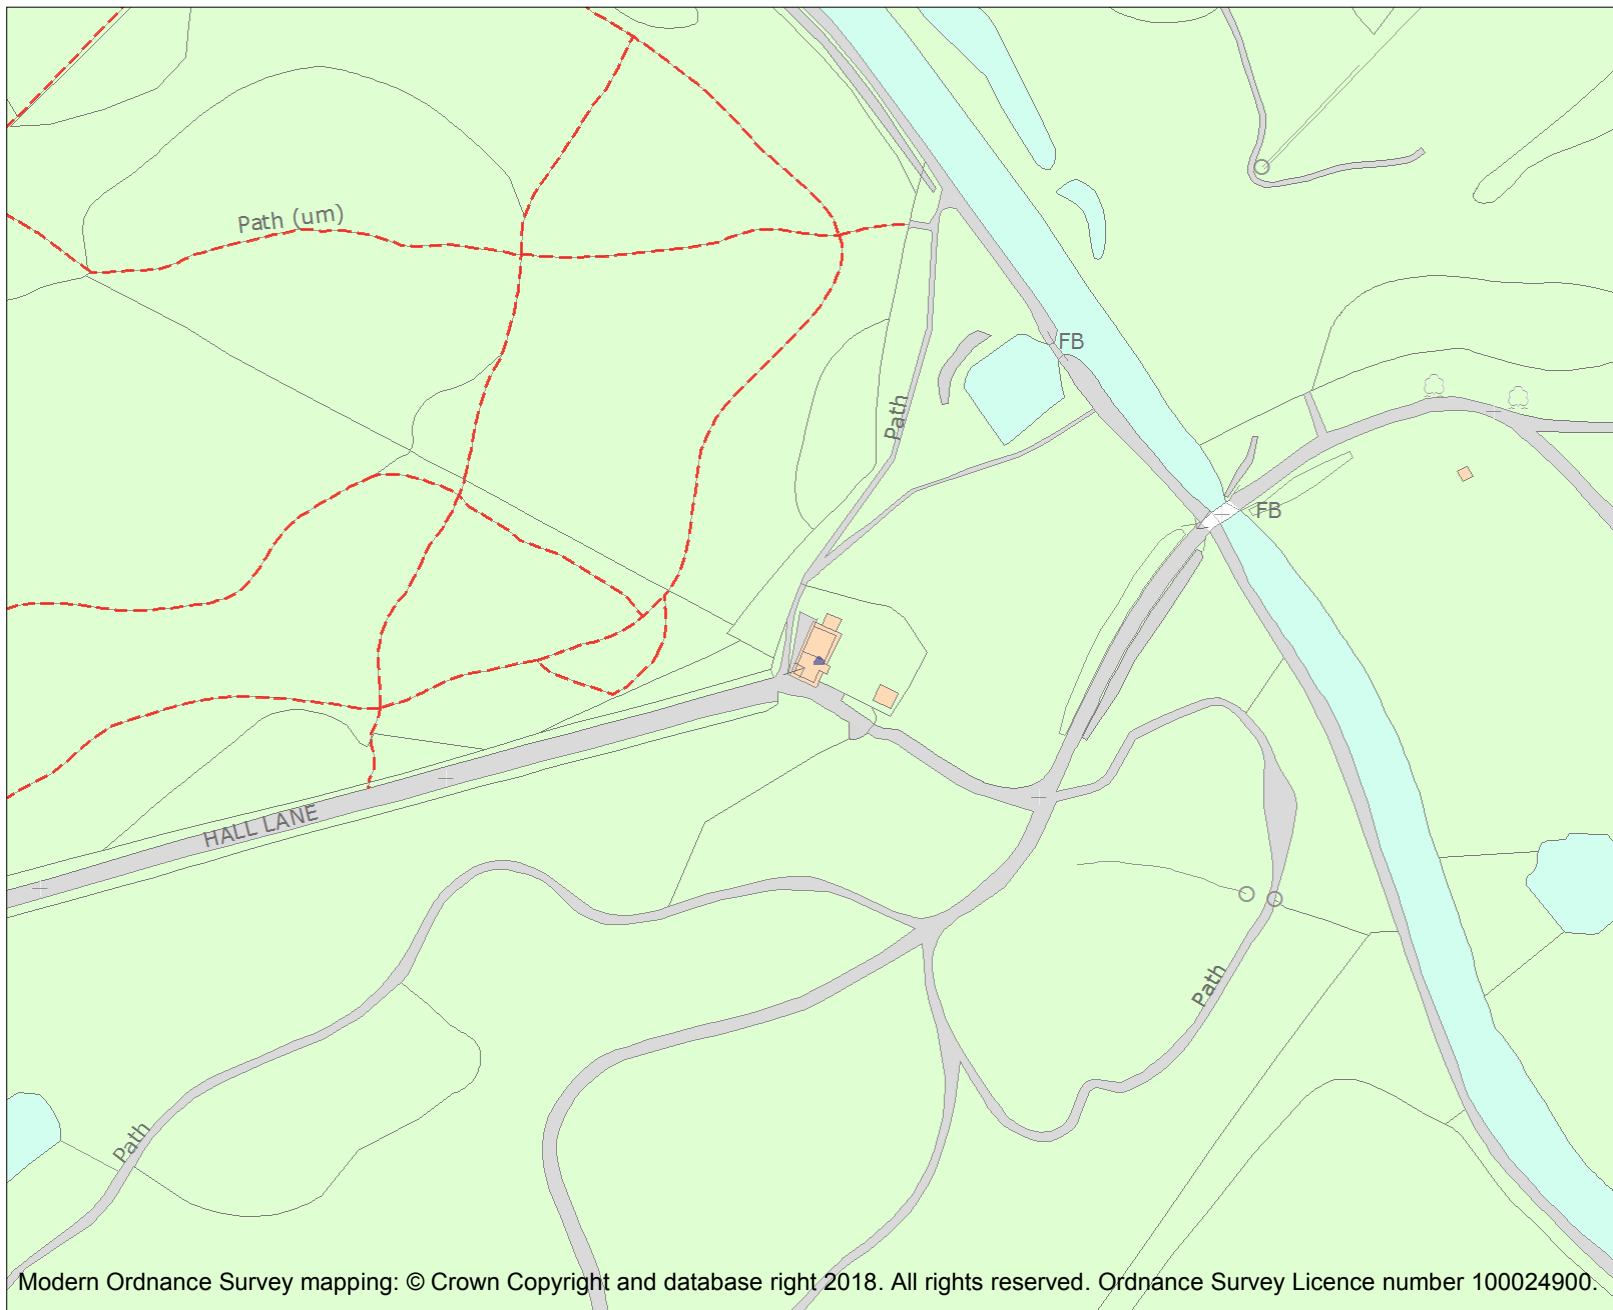 Path (um)
FB
Path
FB
HALL LANE
Path
Path
Modern Ordnance Survey mapping: © Crown Copyright and database right 2018. All rights reserved. Ordnance Survey Licence number 100024900.